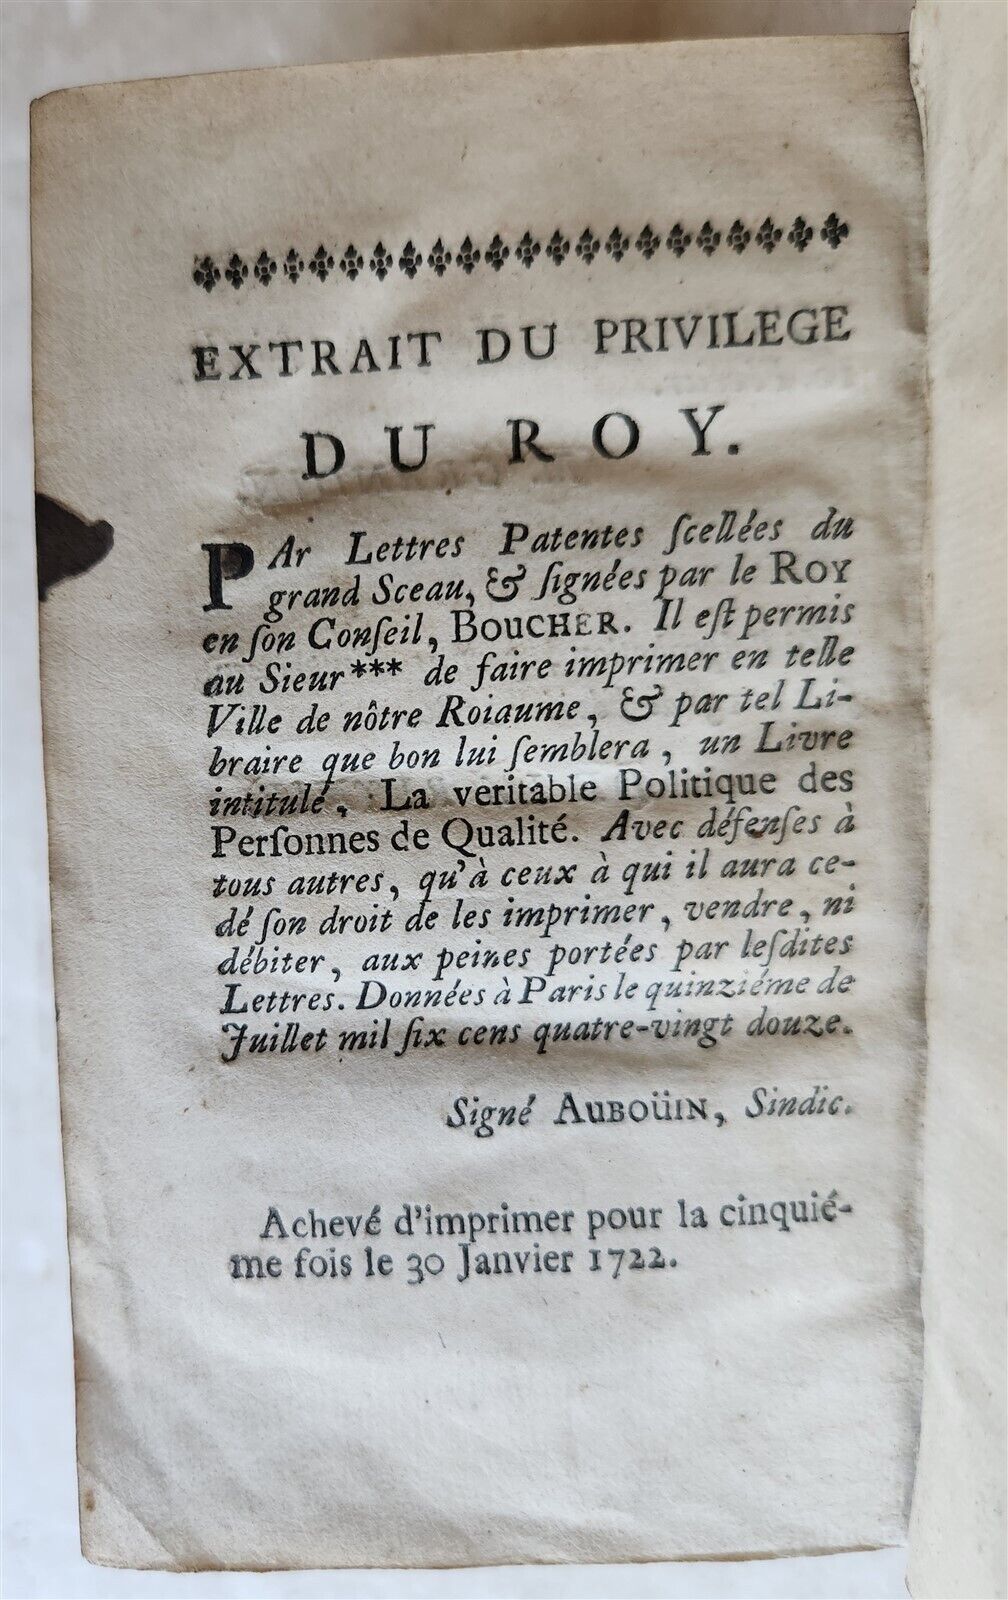 EXTRAIT DU PRIVILEGE
DU ROY.
PAr Lettres Patentes ſcellées du
grand Sceau, & ſignées par le ROY
en ſon Conſeil, BOUCHER. Il eſt permis
au Sieur*** de faire imprimer en telle
Ville de nôtre Roiaume, & par tel Li-
braire que bon lui ſemblera, un Livre
intitulé, La veritable Politique des
Perſonnes de Qualité. Avec défenſes à
tous autres, qu'à ceux à qui il aura ce-
dé ſon droit de les imprimer, vendre, ni
débiter, aux peines portées par leſdites
Lettres. Données à Paris le quinziéme de
Juillet mil ſix cens quatre-vingt douze.
Signé AUBOÜIN, Sindic.
Achevé d'imprimer pour la cinquié-
me fois le 30 Janvier 1722.